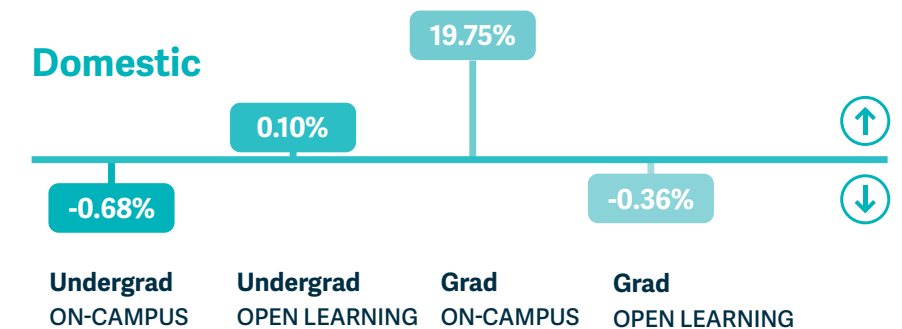 Domestic
19.75%
0.10%
-0.68%
-0.36%
Undergrad
ON-CAMPUS
Undergrad
OPEN LEARNING
Grad
ON-CAMPUS
Grad
OPEN LEARNING